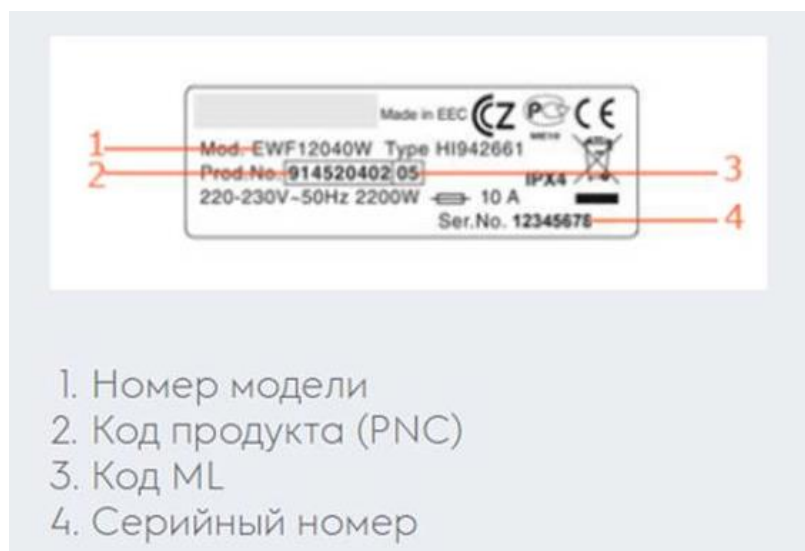 Made in EEC CZ PC CE
ME10
1 Mod. EWF12040W Type HI942661
2 Prod.No. 914520402 05 IPX4 3
220-230V~50Hz 2200W 10 A
Ser.No. 12345678 4
1. Номер модели
2. Код продукта (PNC)
3. Код ML
4. Серийный номер